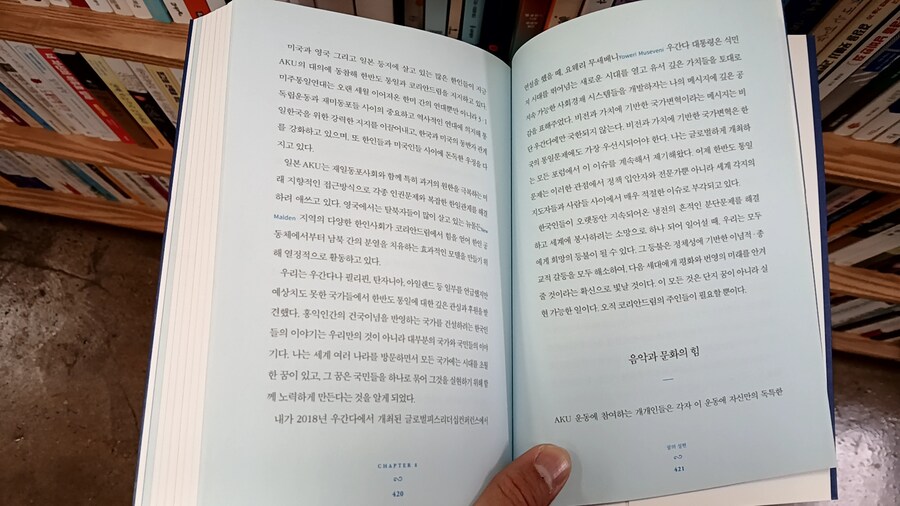 미국과 영국 그리고 일본 등지에 살고 있는 많은 한인들이 지금
AKU의 대의에 동참해 한반도 통일과 코리안드림을 지지하고 있다.
미주통일연대는 오랜 세월 이어져온 한미 간의 연대뿐만 아니라 3·1
독립운동과 재미동포들 사이의 중요하고 역사적인 연대에 의거해 통
일한국을 위한 강력한 지지를 이끌어내고, 한국과 미국의 동반자 관계
를 강화하고 있으며, 또 한인들과 미국인들 사이에 돈독한 우정을 다
지고 있다.
일본 AKU는 재일동포사회와 함께 특히 과거의 원한을 극복하는 미
래 지향적인 접근방식으로 각종 인권문제와 복잡한 한일관계를 해결
하려 애쓰고 있다. 영국에서는 탈북자들이 많이 살고 있는 뉴몰든New
Malden 지역의 다양한 한인사회가 코리안드림에서 힘을 얻어 한인 공
동체에서부터 남북 간의 분열을 치유하는 효과적인 모델을 만들기 위
해 열정적으로 활동하고 있다.
우리는 우간다나 필리핀, 탄자니아, 아일랜드 등 일부를 언급했지만
예상치도 못한 국가들에서 한반도 통일에 대한 깊은 관심과 후원을 발
견했다. 홍익인간의 건국이념을 반영하는 국가를 건설하려는 한국민
들의 이야기는 우리만의 것이 아니라 대부분의 국가와 국민들의 이야
기다. 나는 세계 여러 나라를 방문하면서 모든 국가에는 시대를 초월
한 꿈이 있고, 그 꿈은 국민들을 하나로 묶어 그것을 실현하기 위해 함
께 노력하게 만든다는 것을 알게 되었다.
내가 2018년 우간다에서 개최된 글로벌피스리더십컨퍼런스에서
CHAPTER 8
420
연설을 했을 때, 요웨리 무세베니Yoweri Museveni 우간다 대통령은 식민
지 시대를 뛰어넘는 새로운 시대를 열고 유서 깊은 가치들을 토대로
지속 가능한 사회경제 시스템들을 개발하자는 나의 메시지에 깊은 공
감을 표해주었다. 비전과 가치에 기반한 국가변혁이라는 메시지는 비
단 우간다에만 국한되지 않는다. 비전과 가치에 기반한 국가변혁은 한
국의 통일문제에도 가장 우선시되어야 한다. 나는 글로벌하게 개최하
는 모든 포럼에서 이 이슈를 계속해서 제기해왔다. 이제 한반도 통일
문제는 이러한 관점에서 정책 입안자와 전문가뿐 아니라 세계 각지의
지도자들과 사람들 사이에서 매우 적절한 이슈로 부각되고 있다.
한국인들이 오랫동안 지속되어온 냉전의 흔적인 분단문제를 해결
하고 세계에 봉사하려는 소망으로 하나 되어 일어설 때, 우리는 모두
에게 희망의 등불이 될 수 있다. 그 등불은 정체성에 기반한 이념적·종
교적 갈등을 모두 해소하며, 다음 세대에게 평화와 번영의 미래를 안겨
줄 것이라는 확신으로 빛날 것이다. 이 모든 것은 단지 꿈이 아니라 실
현 가능한 일이다. 오직 코리안드림의 주인들이 필요할 뿐이다.
음악과 문화의 힘
AKU 운동에 참여하는 개개인들은 각자 이 운동에 자신만의 독특한
꿈의 실현
421